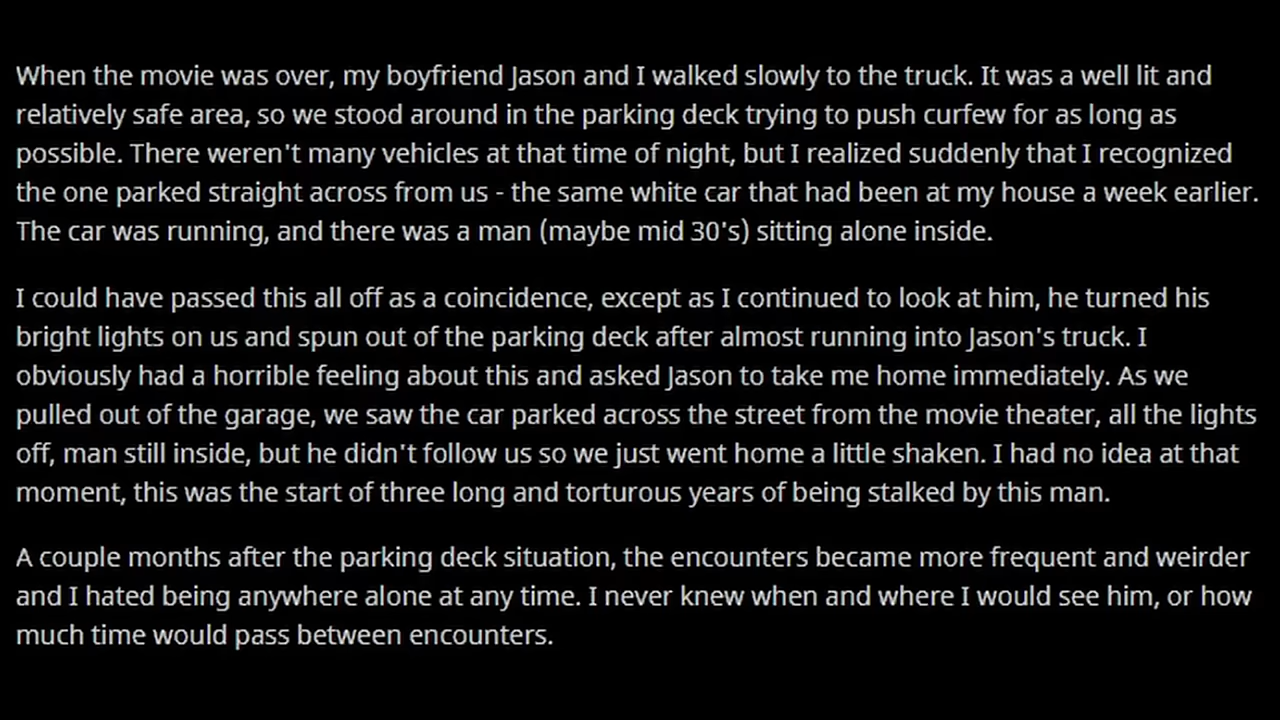 When the movie was over, my boyfriend Jason and I walked slowly to the truck. It was a well lit and
relatively safe area, so we stood around in the parking deck trying to push curfew for as long as
possible. There weren't many vehicles at that time of night, but I realized suddenly that I recognized
the one parked straight across from us - the same white car that had been at my house a week earlier.
The car was running, and there was a man (maybe mid 30's) sitting alone inside.
I could have passed this all off as a coincidence, except as I continued to look at him, he turned his
bright lights on us and spun out of the parking deck after almost running into Jason's truck. I
obviously had a horrible feeling about this and asked Jason to take me home immediately. As we
pulled out of the garage, we saw the car parked across the street from the movie theater, all the lights
off, man still inside, but he didn't follow us so we just went home a little shaken. I had no idea at that
moment, this was the start of three long and torturous years of being stalked by this man.
A couple months after the parking deck situation, the encounters became more frequent and weirder
and I hated being anywhere alone at any time. I never knew when and where I would see him, or how
much time would pass between encounters.